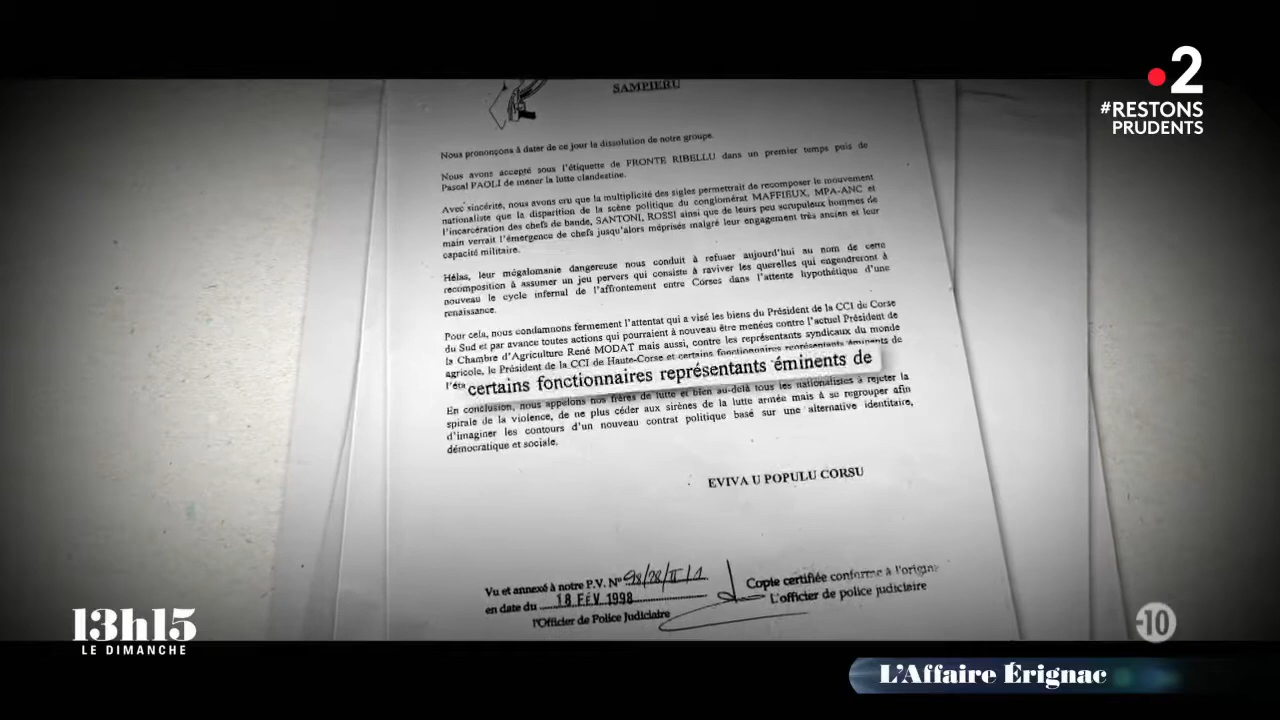 2
#RESTONS
PRUDENTS
SAMPIERU
Nous prononçons à dater de ce jour la dissolution de notre groupe.
Nous avons accepté sous l'étiquette de FRONTE RIBELLU dans un premier temps puis de
Pascal PAOLI de mener la lutte clandestine.
Avec sincérité, nous avons cru que la multiplicité des sigles permettrait de recomposer le mouvement
nationaliste que la disparition de la scène politique du conglomérat MAFFIEUX, MPA-ANC et
l'incarcération des chefs de bande, SANTONI, ROSSI ainsi que de leurs peu scrupuleux hommes de
main verrait l'émergence de chefs jusqu'alors méprisés malgré leur engagement très ancien et leur
capacité militaire.
Hélas, leur mégalomanie dangereuse nous conduit à refuser aujourd'hui au nom de cette
recomposition à assumer un jeu pervers qui consiste à raviver les querelles qui engendreront à
nouveau le cycle infernal de l'affrontement entre Corses dans l'attente hypothétique d'une
renaissance.
Pour cela, nous condamnons fermement l'attentat qui a visé les biens du Président de la CCI de Corse
du Sud et par avance toutes actions qui pourraient à nouveau être menées contre l'actuel Président de
la Chambre d'Agriculture René MODAT mais aussi, contre les représentants syndicaux du monde
agricole, le Président de la CCI de Haute-Corse et certains fonctionnaires représentants éminents de
l'éta
certains fonctionnaires représentants éminents de
En conclusion, nous appelons nos frères de lutte et bien au-delà tous les nationalistes à rejeter la
spirale de la violence, de ne plus céder aux sirènes de la lutte armée mais à se regrouper afin
d'imaginer les contours d'un nouveau contrat politique basé sur une alternative identitaire,
démocratique et sociale.
EVIVA U POPULU CORSU
Vu et annexé à notre P.V. N° 98/28/II/1
en date du 18 FÉV. 1998
l'Officier de Police Judiciaire
Copie certifiée conforme à l'origin
L'officier de police judiciaire
13h15
LE DIMANCHE
-10
L'Affaire Érignac